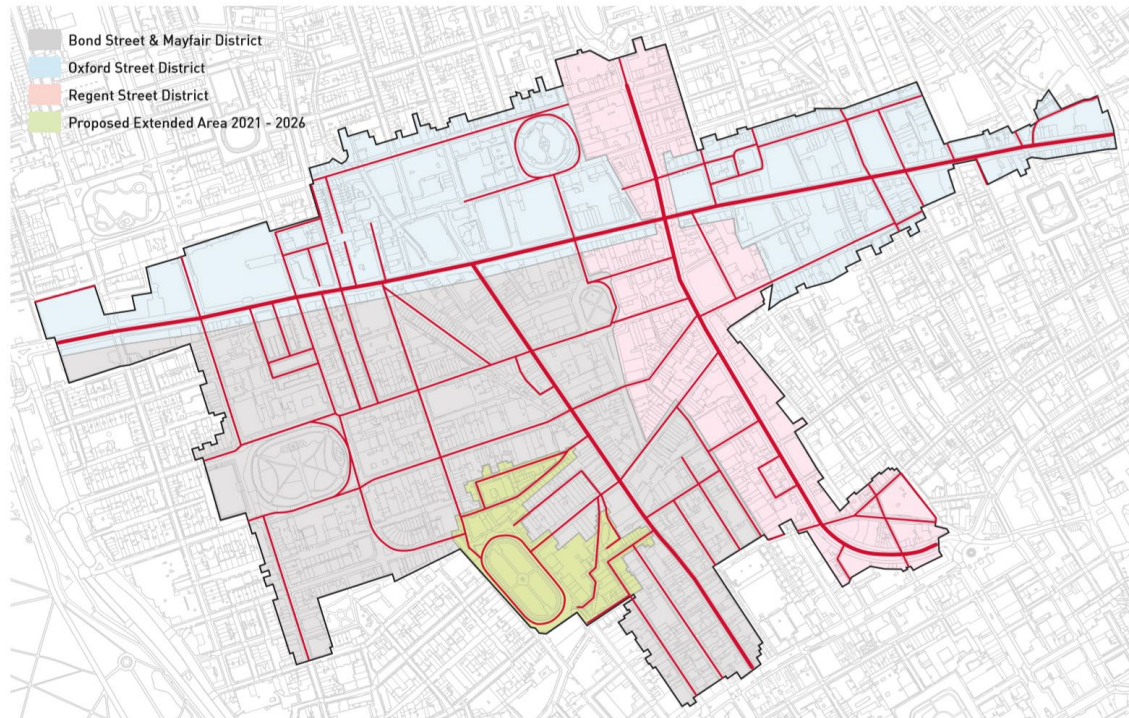 Bond Street & Mayfair District
Oxford Street District
Regent Street District
Proposed Extended Area 2021 - 2026